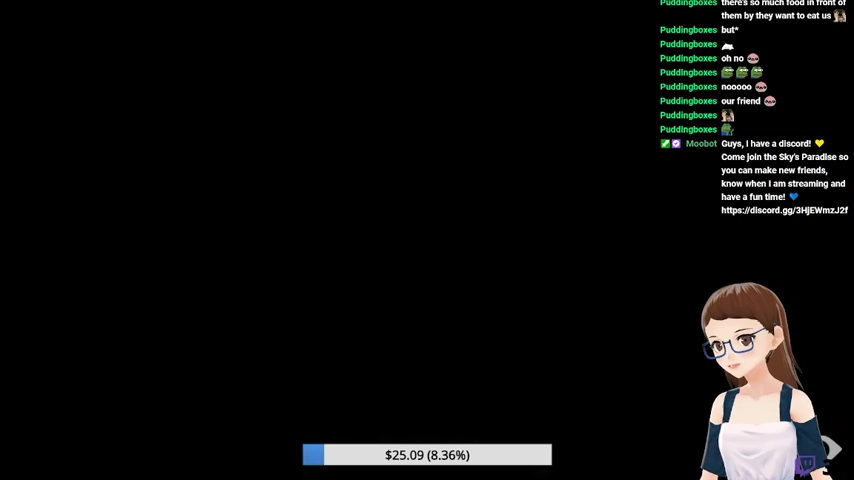 Puddingboxes there's so much food in front of
them by they want to eat us
Puddingboxes but*
Puddingboxes
Puddingboxes oh no
Puddingboxes
Puddingboxes nooooo
Puddingboxes our friend
Puddingboxes
Puddingboxes
Moobot Guys, I have a discord!
Come join the Sky's Paradise so
you can make new friends,
know when I am streaming and
have a fun time!
https://discord.gg/3HjEWmzJ2f
$25.09 (8.36%)